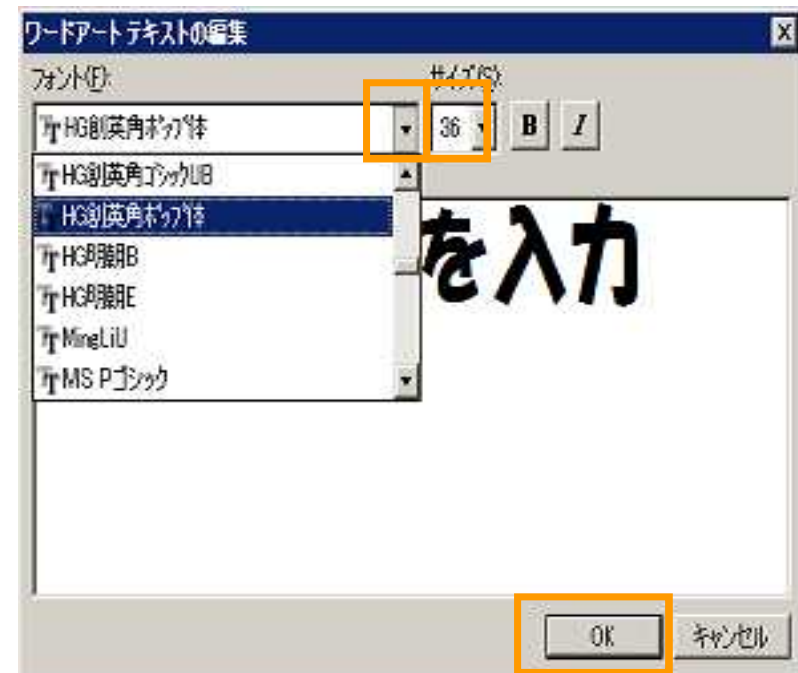 ワードアート テキストの編集
フォント(F):
サイズ(S):
HG創英角ポップ体
36
B
I
HG創英角ゴシックUB
HG創英角ポップ体
HG明朝B
HG明朝E
MingLiU
MS Pゴシック
を入力
OK
キャンセル